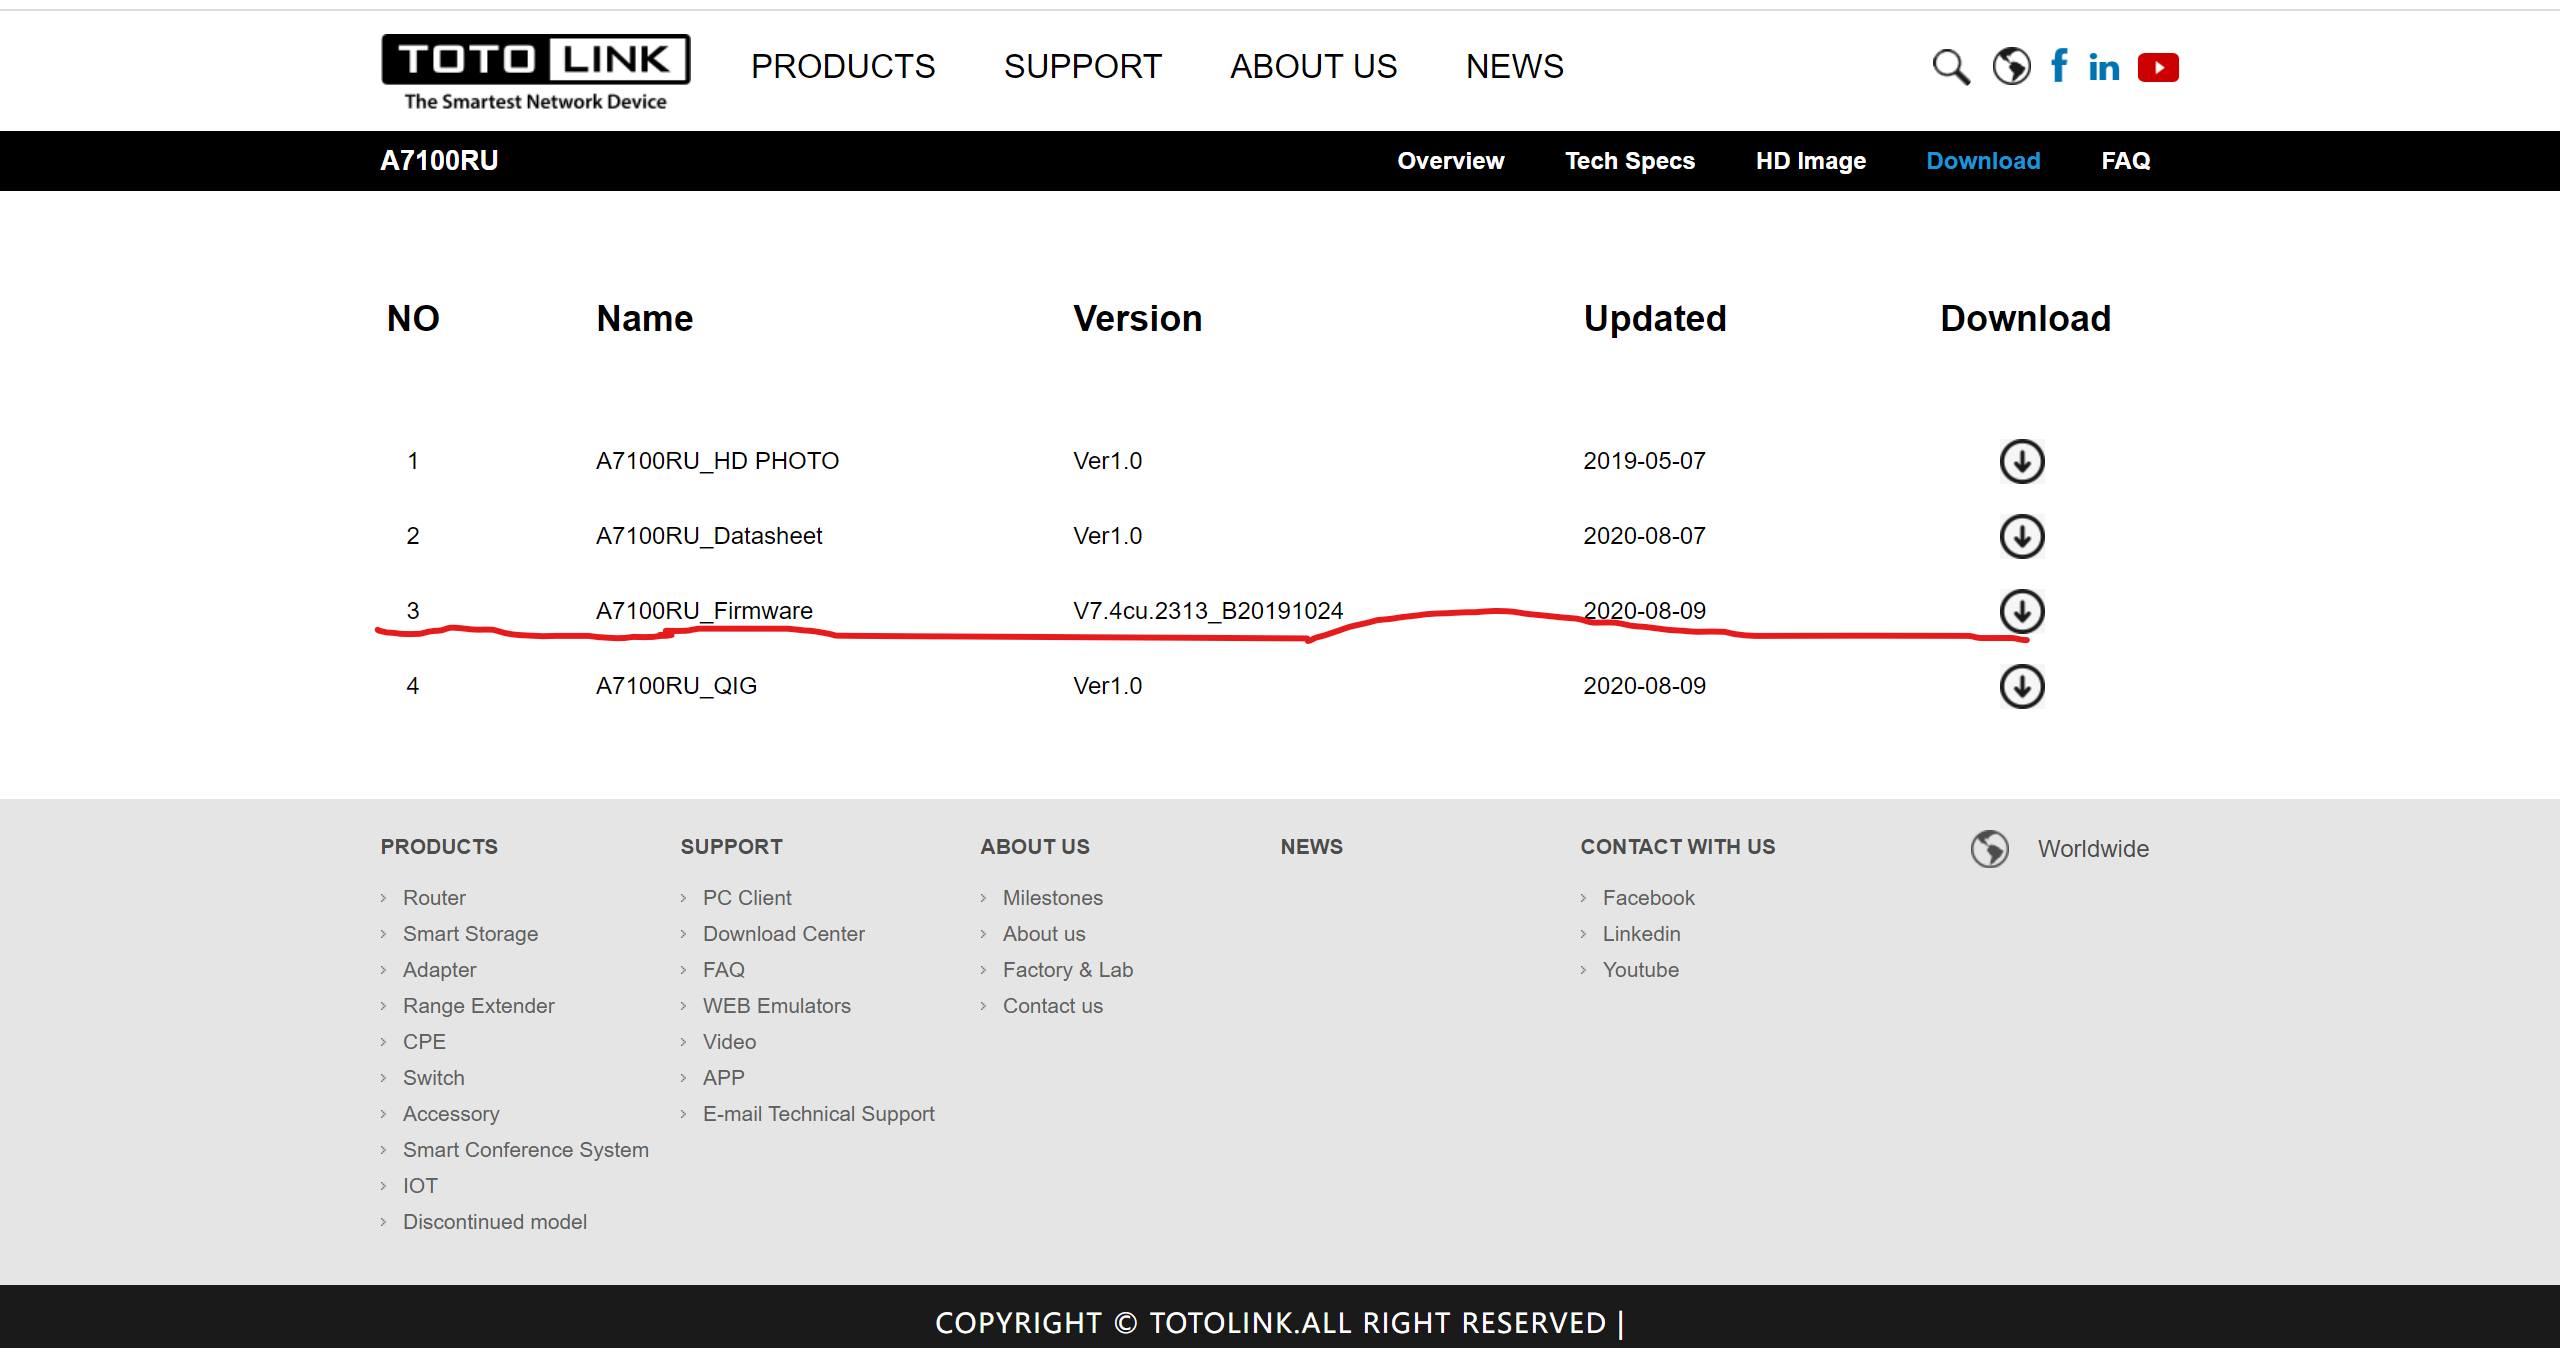 TOTO LINK
The Smartest Network Device
PRODUCTS SUPPORT ABOUT US NEWS
A7100RU Overview Tech Specs HD Image Download FAQ
NO Name Version Updated Download
1 A7100RU_HD PHOTO Ver1.0 2019-05-07
2 A7100RU_Datasheet Ver1.0 2020-08-07
3 A7100RU_Firmware V7.4cu.2313_B20191024 2020-08-09
4 A7100RU_QIG Ver1.0 2020-08-09
PRODUCTS
Router
Smart Storage
Adapter
Range Extender
CPE
Switch
Accessory
Smart Conference System
IOT
Discontinued model
SUPPORT
PC Client
Download Center
FAQ
WEB Emulators
Video
APP
E-mail Technical Support
ABOUT US
Milestones
About us
Factory & Lab
Contact us
NEWS
CONTACT WITH US
Facebook
Linkedin
Youtube
Worldwide
COPYRIGHT © TOTOLINK.ALL RIGHT RESERVED |